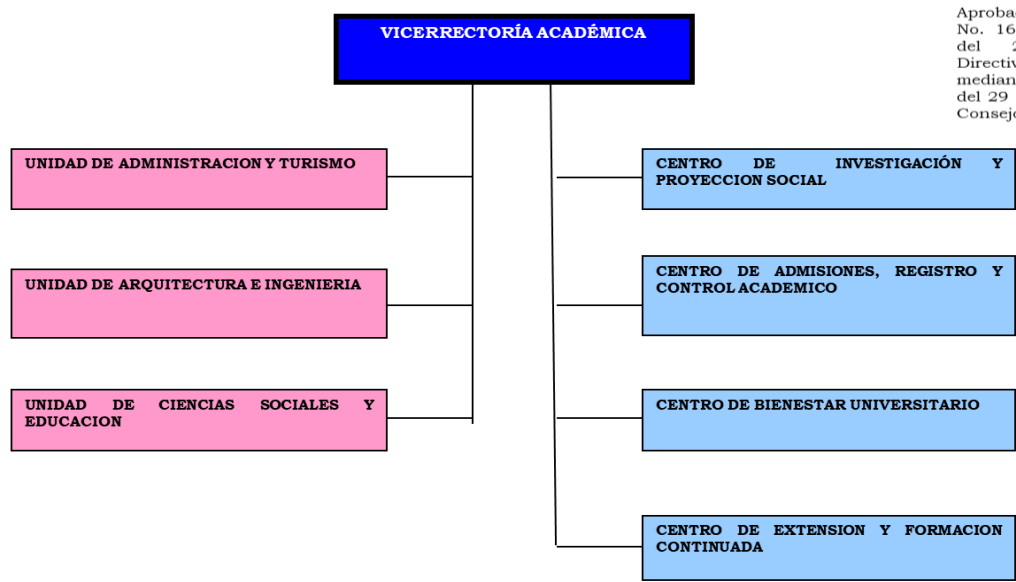 VICERRECTORÍA ACADÉMICA
No. 16
del 2
del 29
UNIDAD DE ADMINISTRACION Y TURISMO
CENTRO DE INVESTIGACIÓN Y
PROYECCION SOCIAL
UNIDAD DE ARQUITECTURA E INGENIERIA
CENTRO DE ADMISIONES, REGISTRO Y
CONTROL ACADEMICO
UNIDAD DE CIENCIAS SOCIALES Y
EDUCACION
CENTRO DE BIENESTAR UNIVERSITARIO
CENTRO DE EXTENSION Y FORMACION
CONTINUADA